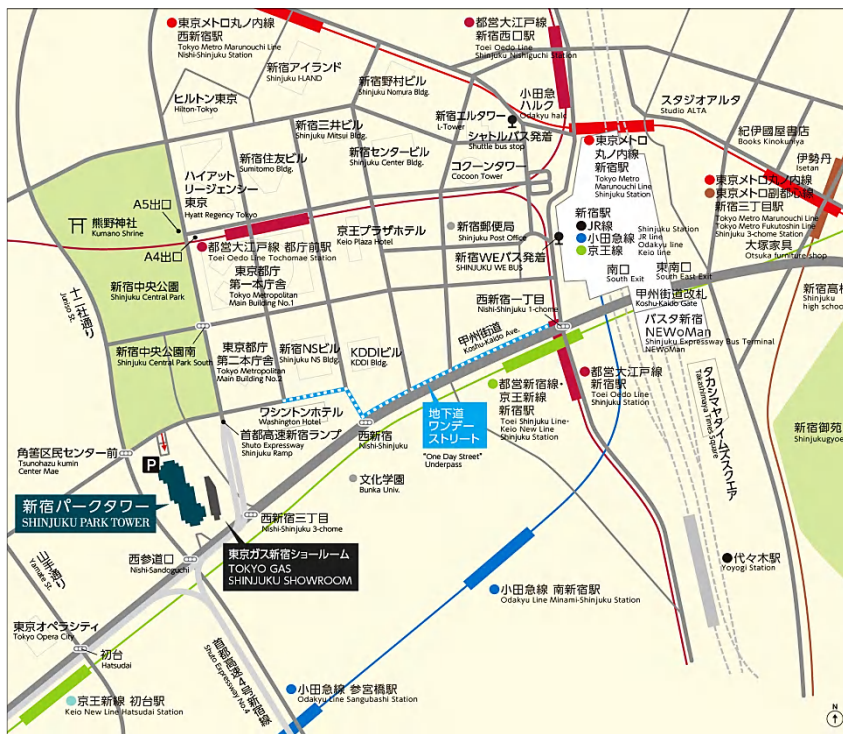 東京メトロ丸ノ内線
西新宿駅
Tokyo Metro Marunouchi Line
Nishi-Shinjuku Station
都営大江戸線
新宿西口駅
Toei Oedo Line
Shinjuku Nishiguchi Station
新宿アイランド
Shinjuku I-LAND
新宿野村ビル
Shinjuku Nomura Bldg.
小田急
ハルク
Odakyu halc
ヒルトン東京
Hilton-Tokyo
新宿エルタワー
L-Tower
シャトルバス発着
Shuttle bus stop
スタジオアルタ
Studio ALTA
紀伊國屋書店
Books Kinokuniya
伊勢丹
Isetan
新宿三井ビル
Shinjuku Mitsui Bldg.
新宿住友ビル
Sumitomo Bldg.
新宿センタービル
Shinjuku Center Bldg.
コクーンタワー
Cocoon Tower
東京メトロ
丸ノ内線
新宿駅
Tokyo Metro
Marunouchi Line
Shinjuku Station
東京メトロ丸ノ内線
東京メトロ副都心線
新宿三丁目駅
Tokyo Metro Marunouchi Line
Tokyo Metro Fukutoshin Line
Shinjuku 3-chome Station
ハイアット
リージェンシー
東京
Hyatt Regency Tokyo
A5出口
A4出口
熊野神社
Kumano Shrine
都営大江戸線 都庁前駅
Toei Oedo Line Tochomae Station
京王プラザホテル
Keio Plaza Hotel
新宿郵便局
Shinjuku Post Office
新宿WEバス発着
SHINJUKU WE BUS
新宿駅
JR線
小田急線
京王線
Shinjuku Station
JR line
Odakyu line
Keio line
大塚家具
Otsuka furniture shop
南口
South Exit
東南口
South East Exit
甲州街道改札
Koshu-Kaido Gate
新宿中央公園
Shinjuku Central Park
東京都庁
第一本庁舎
Tokyo Metropolitan
Main Building No.1
十二社通り
Juniso St.
西新宿一丁目
Nishi-Shinjuku 1-chome
バスタ新宿
NEWoMan
Shinjuku Expressway Bus Terminal
NEWoMan
新宿高校
Shinjuku
high school
新宿中央公園南
Shinjuku Central Park South
東京都庁
第二本庁舎
Tokyo Metropolitan
Main Building No.2
新宿NSビル
Shinjuku NS Bldg.
KDDIビル
KDDI Bldg.
甲州街道
Koshu-Kaido Ave.
都営新宿線・
京王新線
新宿駅
Toei Shinjuku Line-
Keio New Line
Shinjuku Station
都営大江戸線
新宿駅
Toei Oedo Line
Shinjuku Station
タカシマヤタイムズスクエア
Takashimaya Times Square
新宿御苑
Shinjukugyoe
ワシントンホテル
Washington Hotel
首都高速新宿ランプ
Shuto Expressway
Shinjuku Ramp
西新宿
Nishi-Shinjuku
地下道
ワンデー
ストリート
"One Day Street"
Underpass
角筈区民センター前
Tsunohazu kumin
Center Mae
P
文化学園
Bunka Univ.
新宿パークタワー
SHINJUKU PARK TOWER
西新宿三丁目
Nishi-Shinjuku 3-chome
東京ガス新宿ショールーム
TOKYO GAS
SHINJUKU SHOWROOM
西参道口
Nishi-Sandoguchi
山手通り
Yamate St.
代々木駅
Yoyogi Station
小田急線 南新宿駅
Odakyu Line Minami-Shinjuku Station
東京オペラシティ
Tokyo Opera City
初台
Hatsudai
首都高速4号新宿線
Shuto Expressway No.4
京王新線 初台駅
Keio New Line Hatsudai Station
小田急線 参宮橋駅
Odakyu Line Sangubashi Station
N